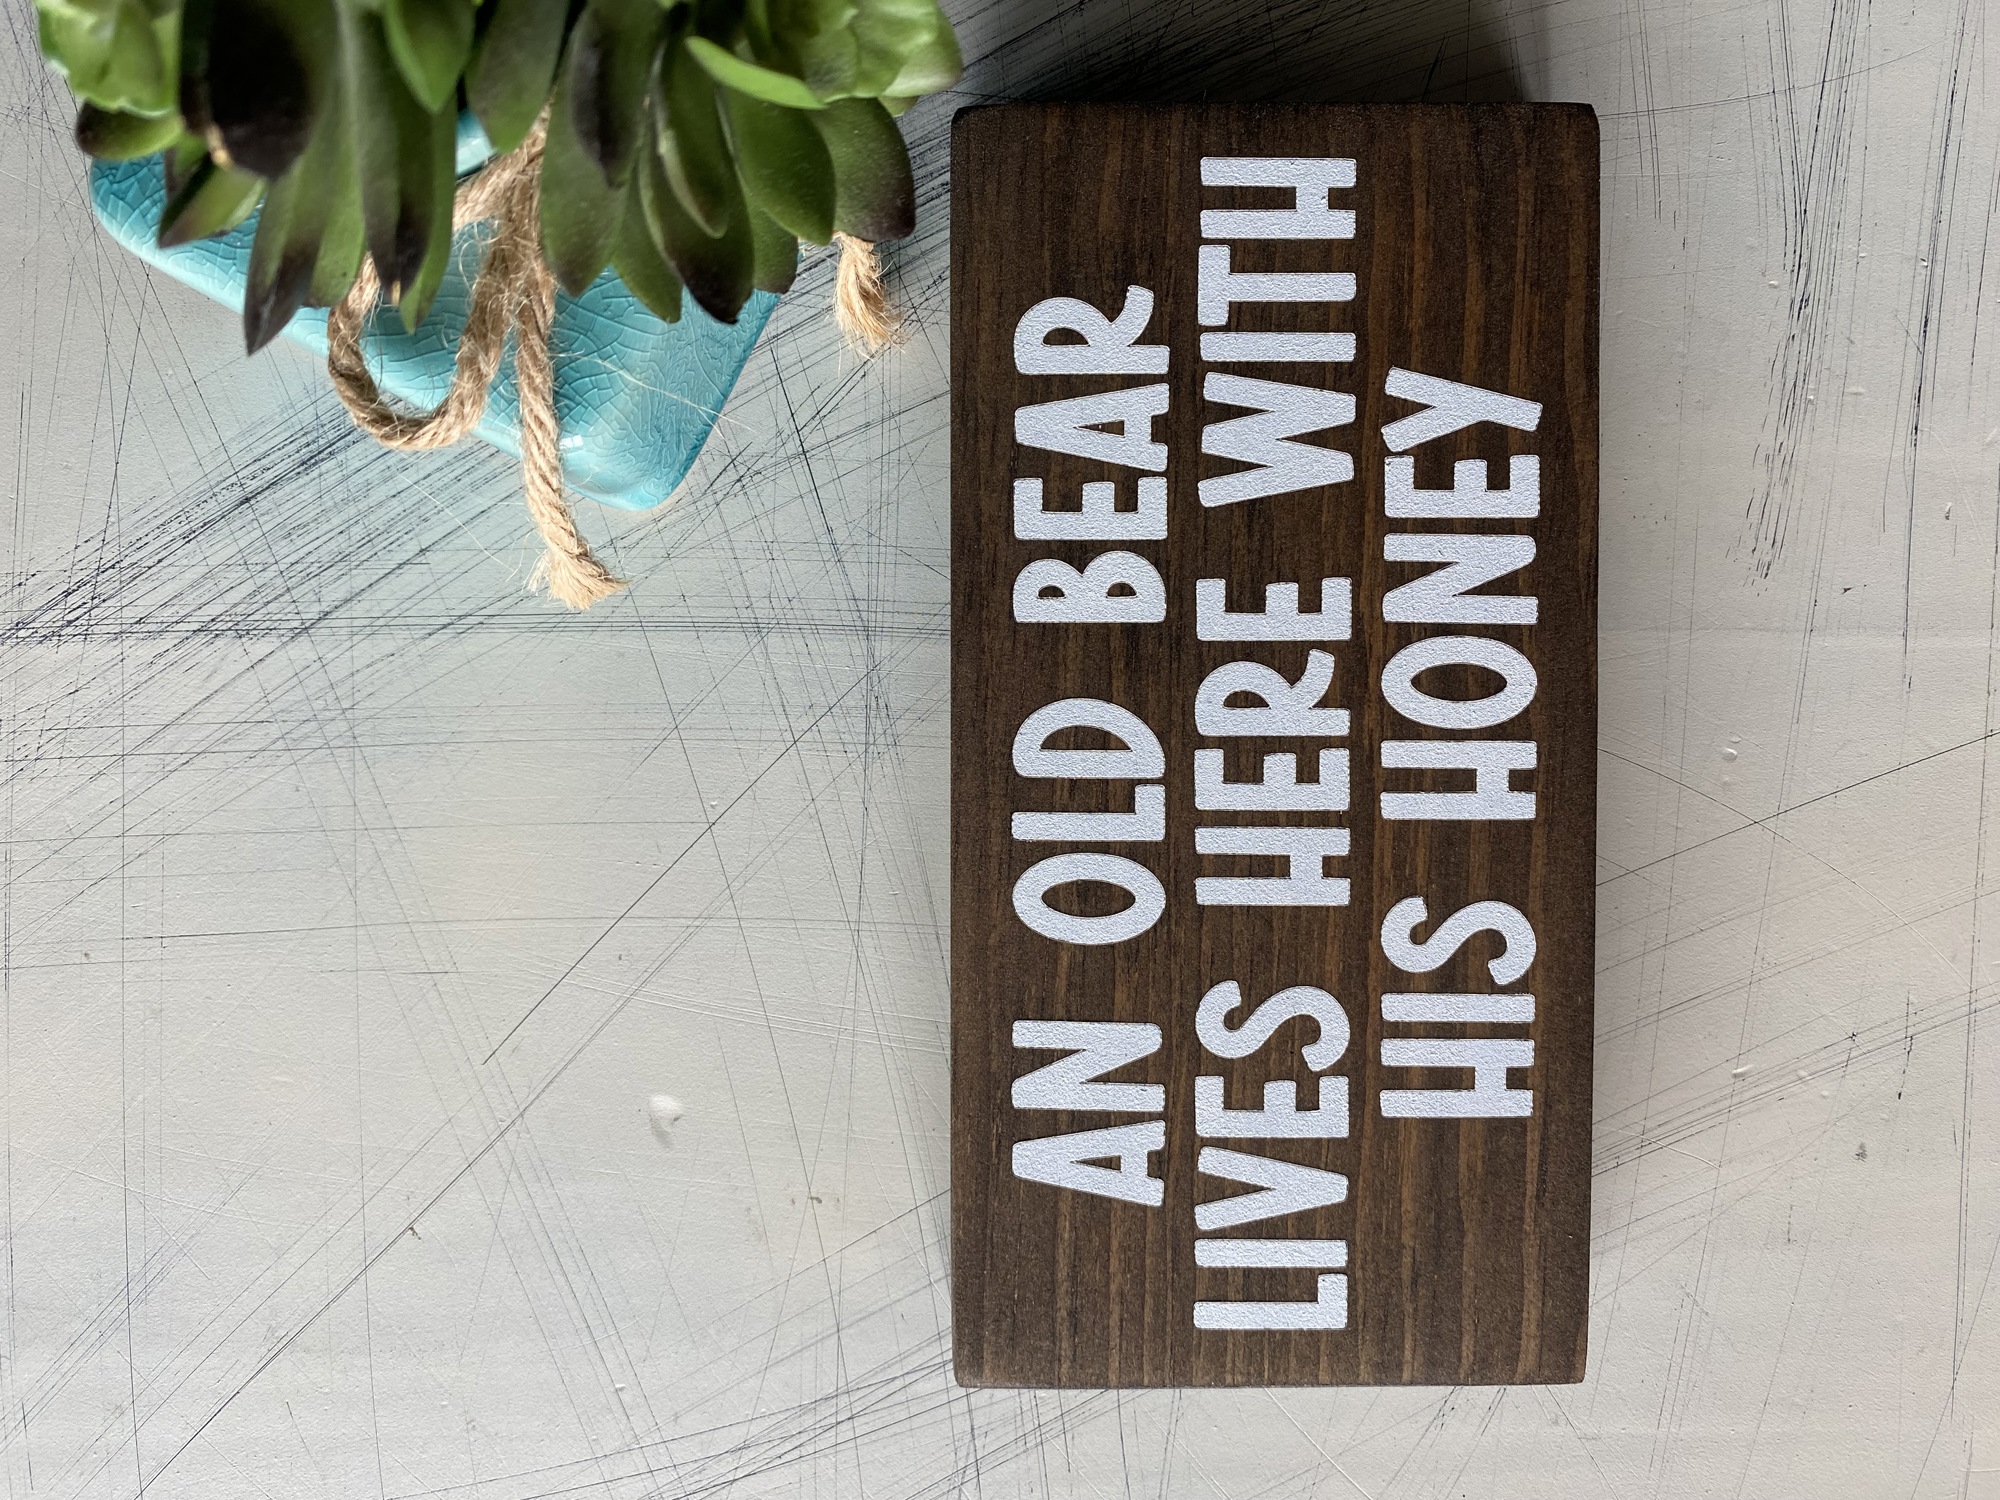 AN OLD BEAR
LIVES HERE WITH
HIS HONEY